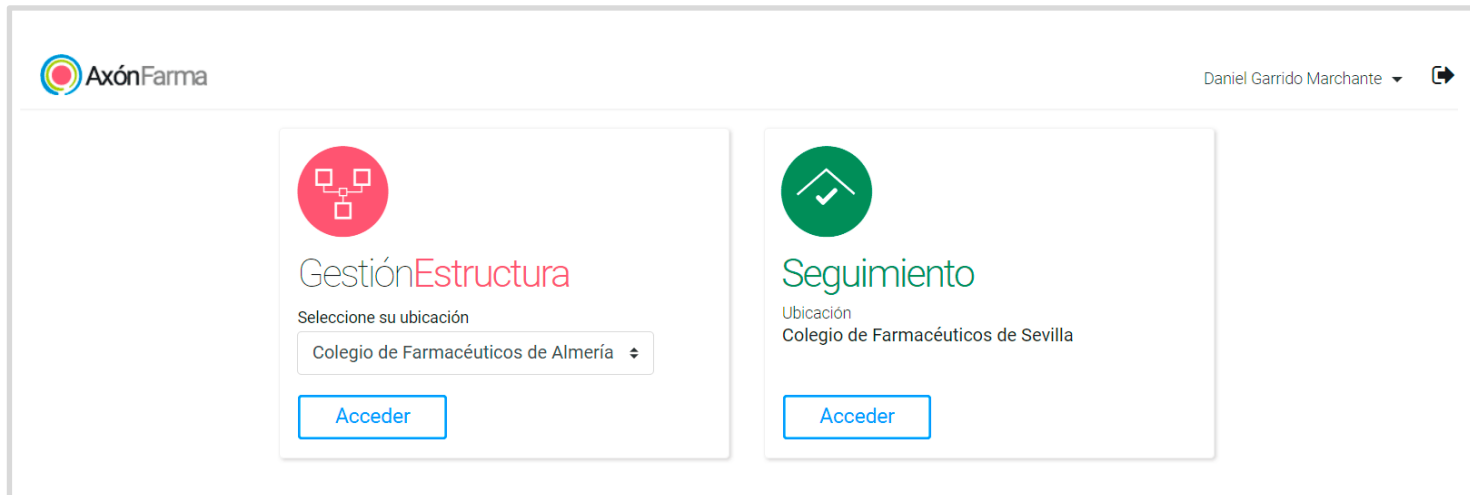 AxónFarma
Daniel Garrido Marchante
GestiónEstructura
Seleccione su ubicación
Colegio de Farmacéuticos de Almería
Acceder
Seguimiento
Ubicación
Colegio de Farmacéuticos de Sevilla
Acceder